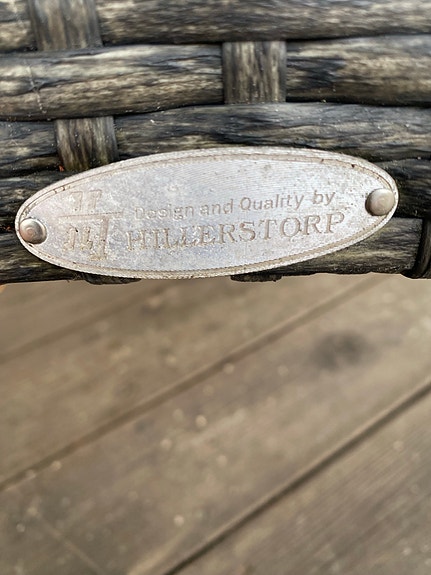 Design and Quality by
HILLERSTORP